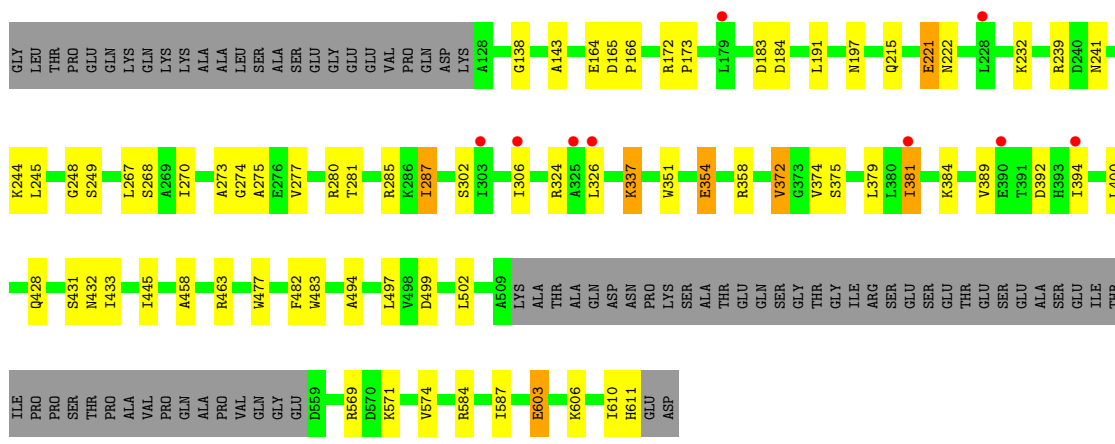 GLY LEU THR PRO GLU GLN LYS GLN LYS LYS ALA ALA LEU SER ALA SER GLU GLY GLU GLU VAL PRO GLN ASP LYS A128 G138 A143 E164 D165 P166 R172 P173 L179 D183 D184 L191 N197 Q215 E221 N222 L228 K232 R239 D240 N241
K244 L245 G248 S249 L267 S268 A269 I270 A273 G274 A275 E276 V277 R280 T281 R285 K286 I287 S302 I303 I306 R324 A325 L326 K337 W351 E354 R358 V372 G373 V374 S375 L379 L380 I381 K384 V389 E390 T391 D392 H393 I394
Q428 S431 N432 I433 I445 A458 R463 W477 F482 W483 A494 L497 V498 D499 L502 A509 LYS ALA THR ALA GLN ASP ASN PRO LYS SER ALA THR GLU GLN SER GLY THR GLY ILE ARG SER GLU SER GLU THR GLU SER GLU ALA SER GLU ILE THR
ILE PRO PRO SER THR PRO ALA VAL PRO GLN ALA PRO VAL GLN GLY GLU D559 R569 D570 K571 V574 R584 I587 E603 K606 I610 H611 GLU ASP